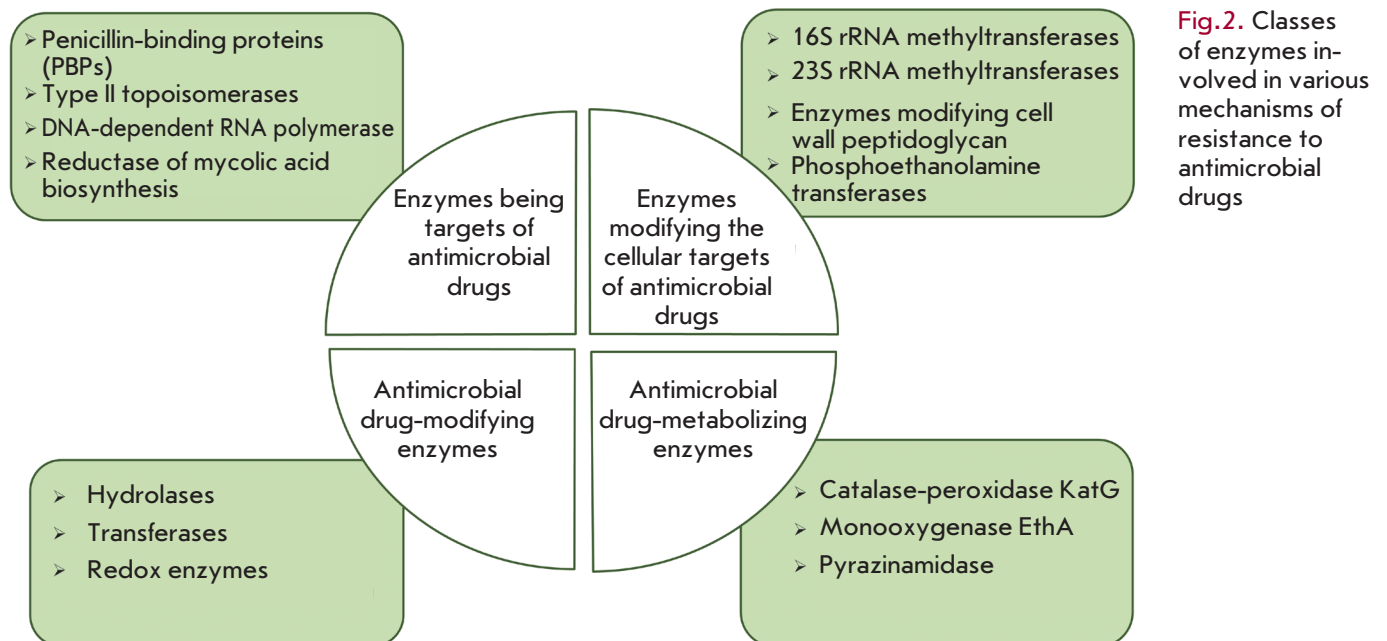 ➢ Penicillin-binding proteins
(PBPs)
➢ Type II topoisomerases
➢ DNA-dependent RNA polymerase
➢ Reductase of mycolic acid
biosynthesis
➢ 16S rRNA methyltransferases
➢ 23S rRNA methyltransferases
➢ Enzymes modifying cell
wall peptidoglycan
➢ Phosphoethanolamine
transferases
Fig.2. Classes
of enzymes in-
volved in various
mechanisms of
resistance to
antimicrobial
drugs
Enzymes being
targets of
antimicrobial
drugs
Enzymes
modifying the
cellular targets
of antimicrobial
drugs
Antimicrobial
drug-modifying
enzymes
Antimicrobial
drug-metabolizing
enzymes
➢ Hydrolases
➢ Transferases
➢ Redox enzymes
➢ Catalase-peroxidase KatG
➢ Monooxygenase EthA
➢ Pyrazinamidase